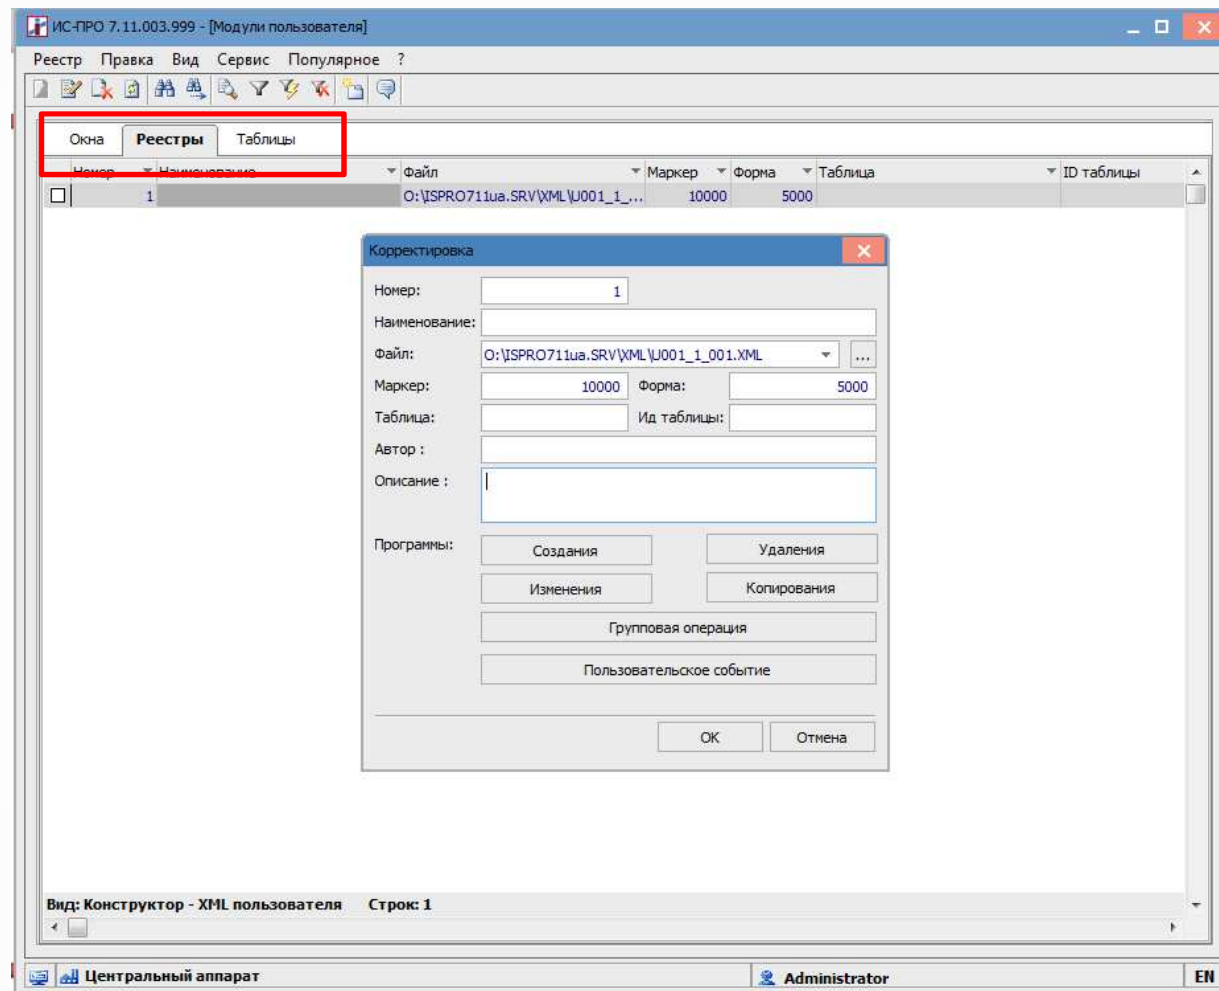 ИС-ПРО 7.11.003.999 - [Модули пользователя]
Реестр Правка Вид Сервис Популярное ?
Окна Реестры Таблицы
Номер Наименование Файл Маркер Форма Таблица ID таблицы
1 O:\ISPRO711ua.SRV\XML\U001_1_... 10000 5000
Корректировка
Номер: 1
Наименование:
Файл: O:\ISPRO711ua.SRV\XML\U001_1_001.XML ...
Маркер: 10000 Форма: 5000
Таблица: Ид таблицы:
Автор :
Описание :
Программы: Создания Удаления
Изменения Копирования
Групповая операция
Пользовательское событие
OK Отмена
Вид: Конструктор - XML пользователя Строк: 1
Центральный аппарат Administrator EN